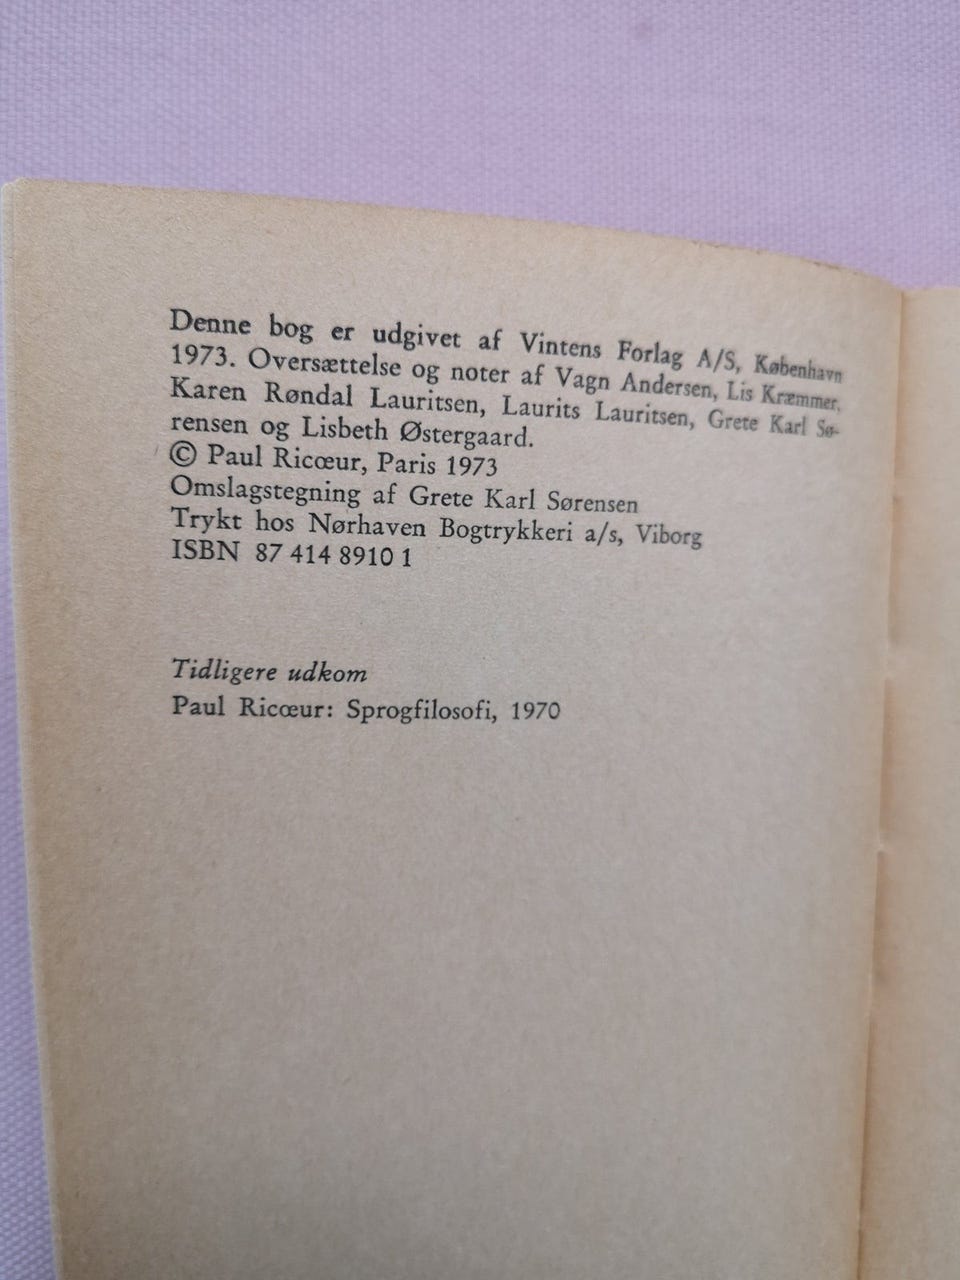 Denne bog er udgivet af Vintens Forlag A/S, København
1973. Oversættelse og noter af Vagn Andersen, Lis Kræmmer,
Karen Røndal Lauritsen, Laurits Lauritsen, Grete Karl Sø-
rensen og Lisbeth Østergaard.
© Paul Ricœur, Paris 1973
Omslagstegning af Grete Karl Sørensen
Trykt hos Nørhaven Bogtrykkeri a/s, Viborg
ISBN 87 414 8910 1
Tidligere udkom
Paul Ricœur: Sprogfilosofi, 1970